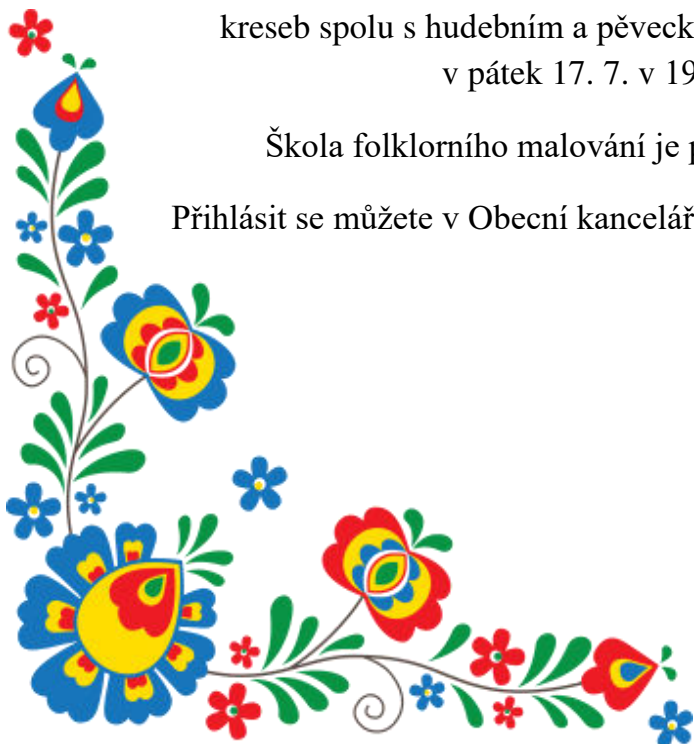 kreseb spolu s hudebním a pěveck
v pátek 17. 7. v 19
Škola folklorního malování je p
Přihlásit se můžete v Obecní kancelář